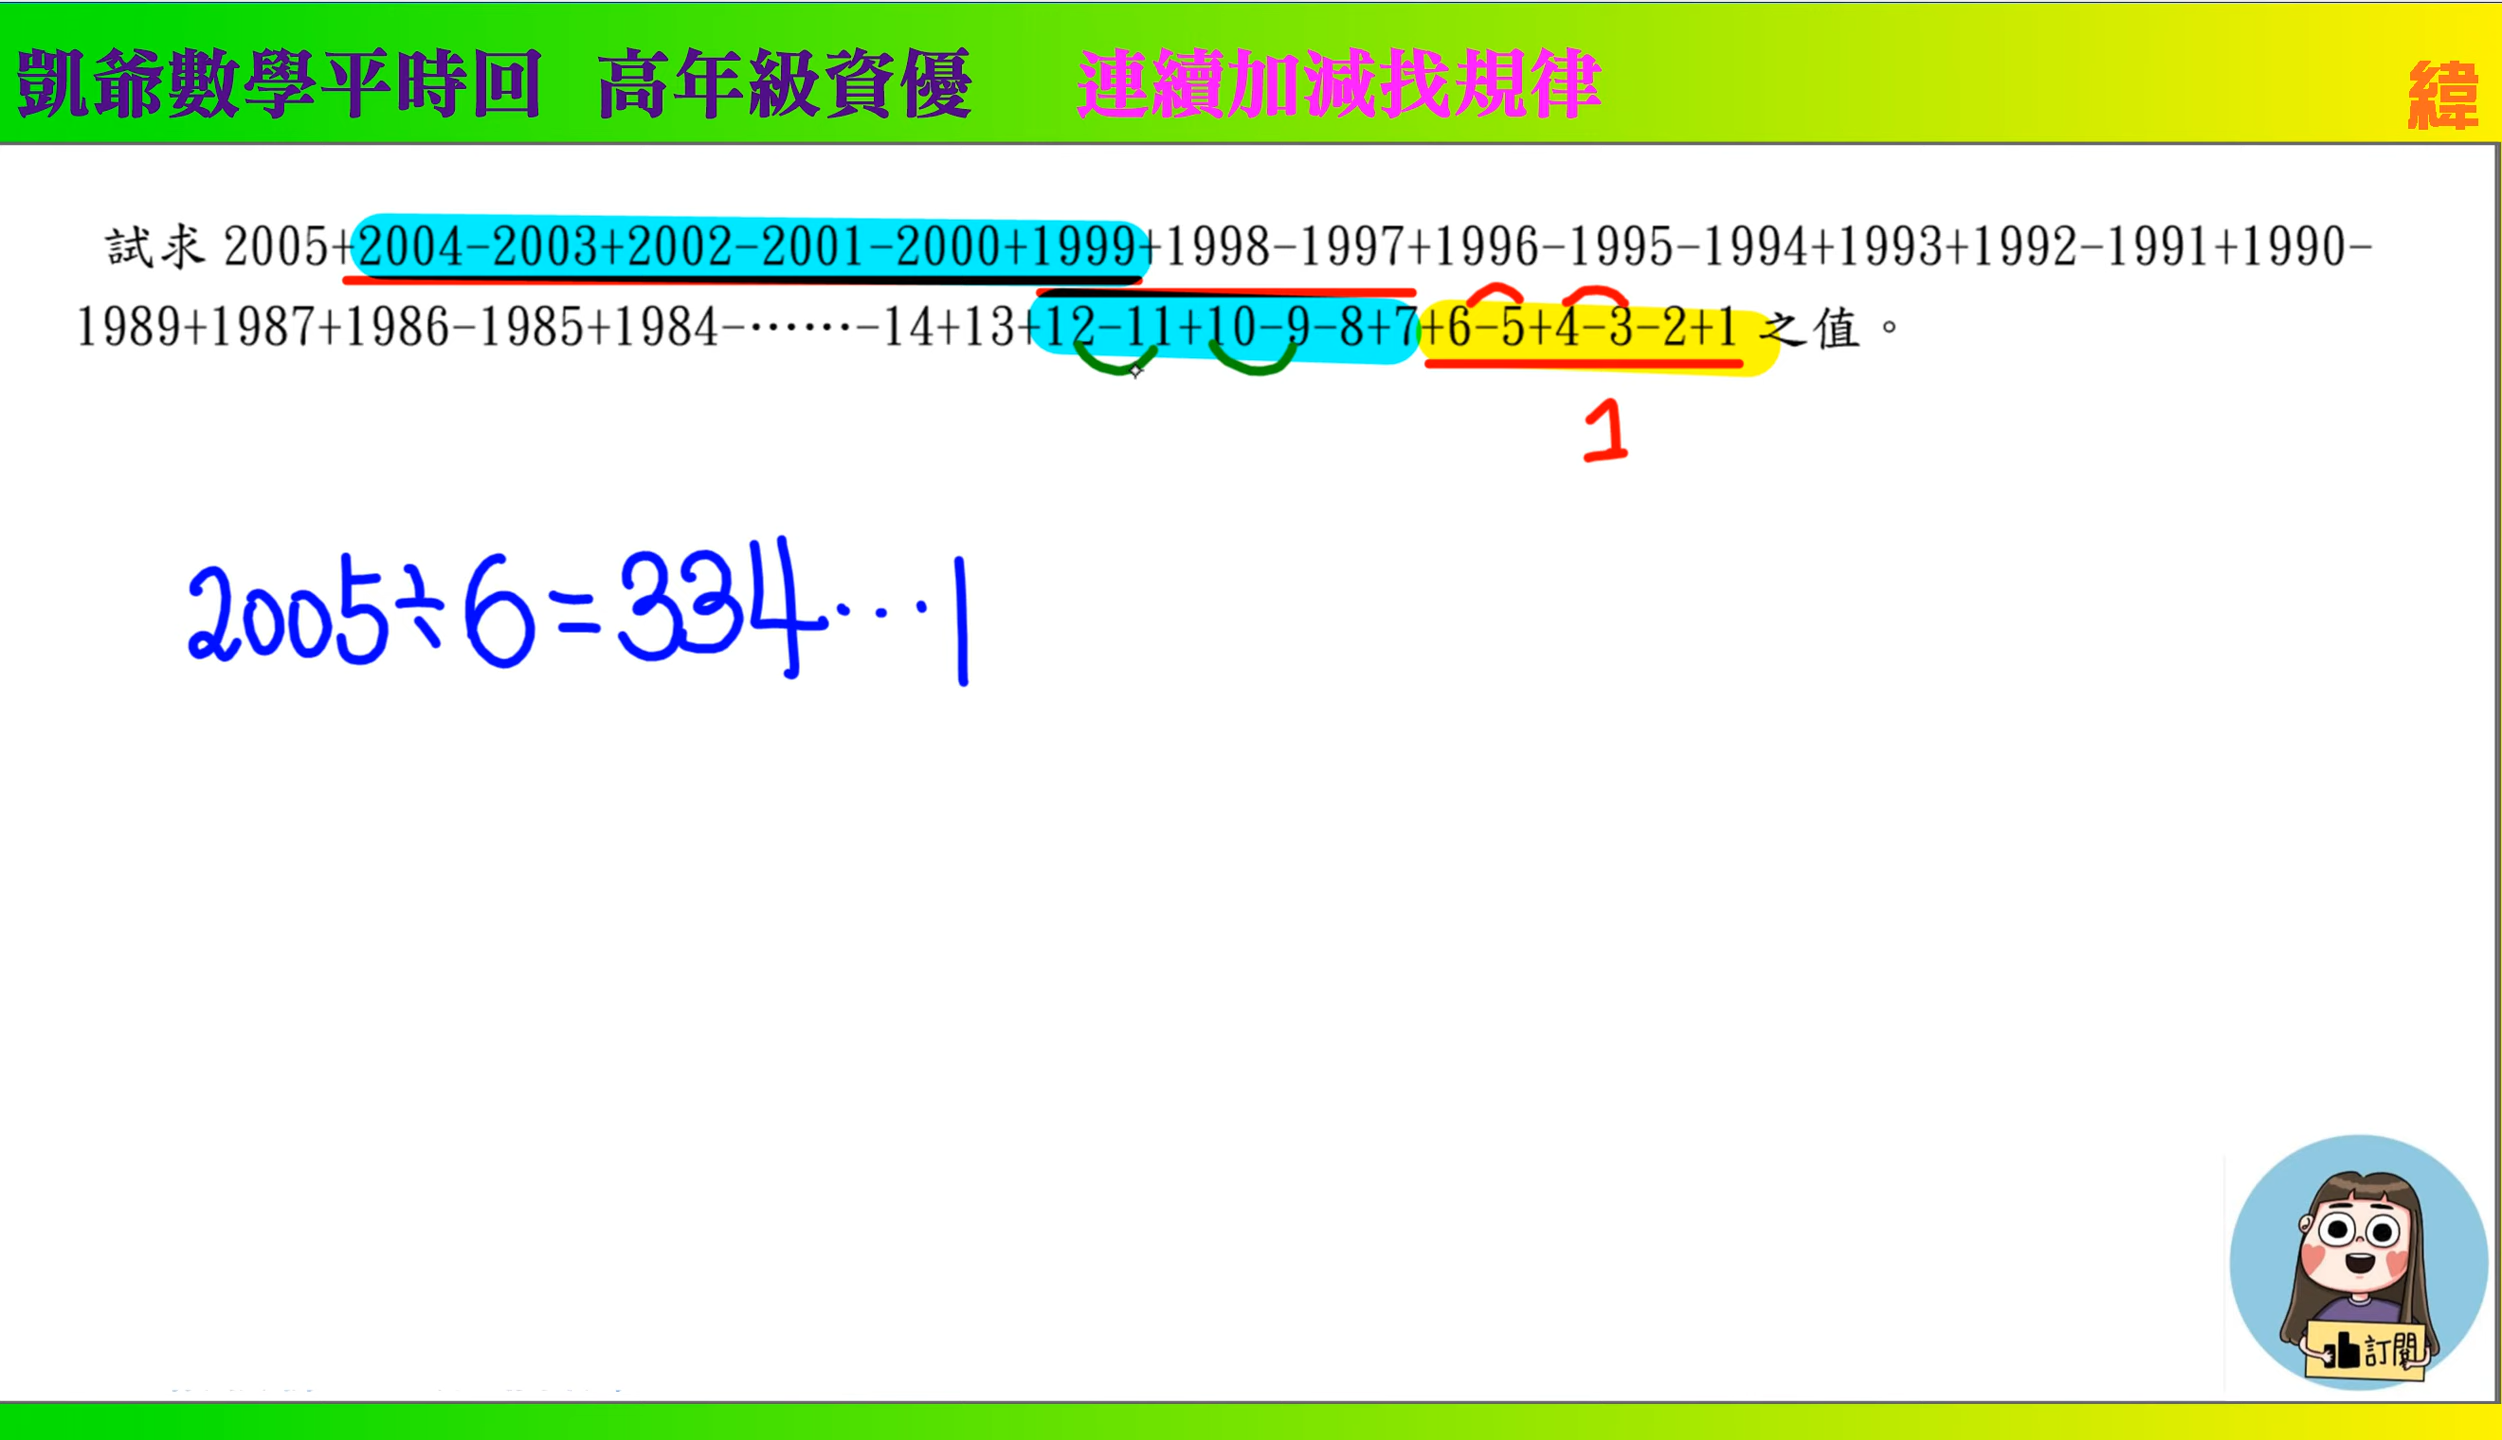 凱爺數學平時回 高年級資優 連續加減找規律 緯
試求 2005+2004-2003+2002-2001-2000+1999+1998-1997+1996-1995-1994+1993+1992-1991+1990-
1989+1987+1986-1985+1984-······-14+13+12-11+10-9-8+7+6-5+4-3-2+1 之值。
1
2005÷6=334···1
訂閱